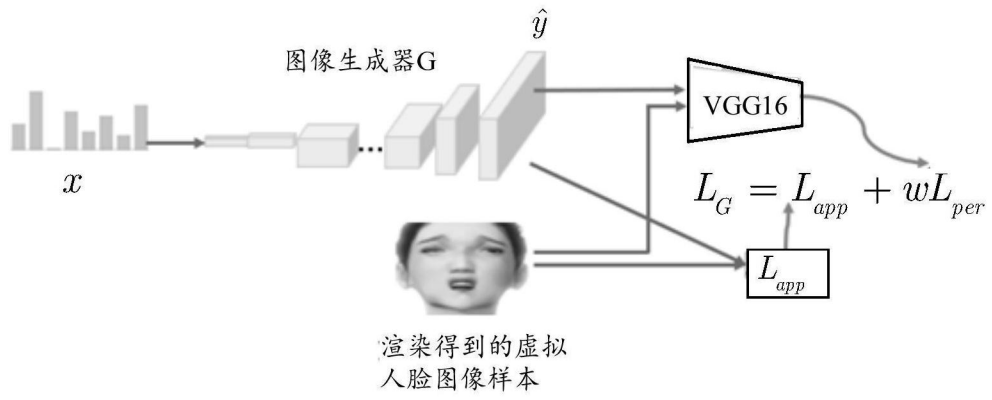 ŷ
图像生成器G
VGG16
x
L_G = L_app + wL_per
L_app
渲染得到的虚拟
人脸图像样本